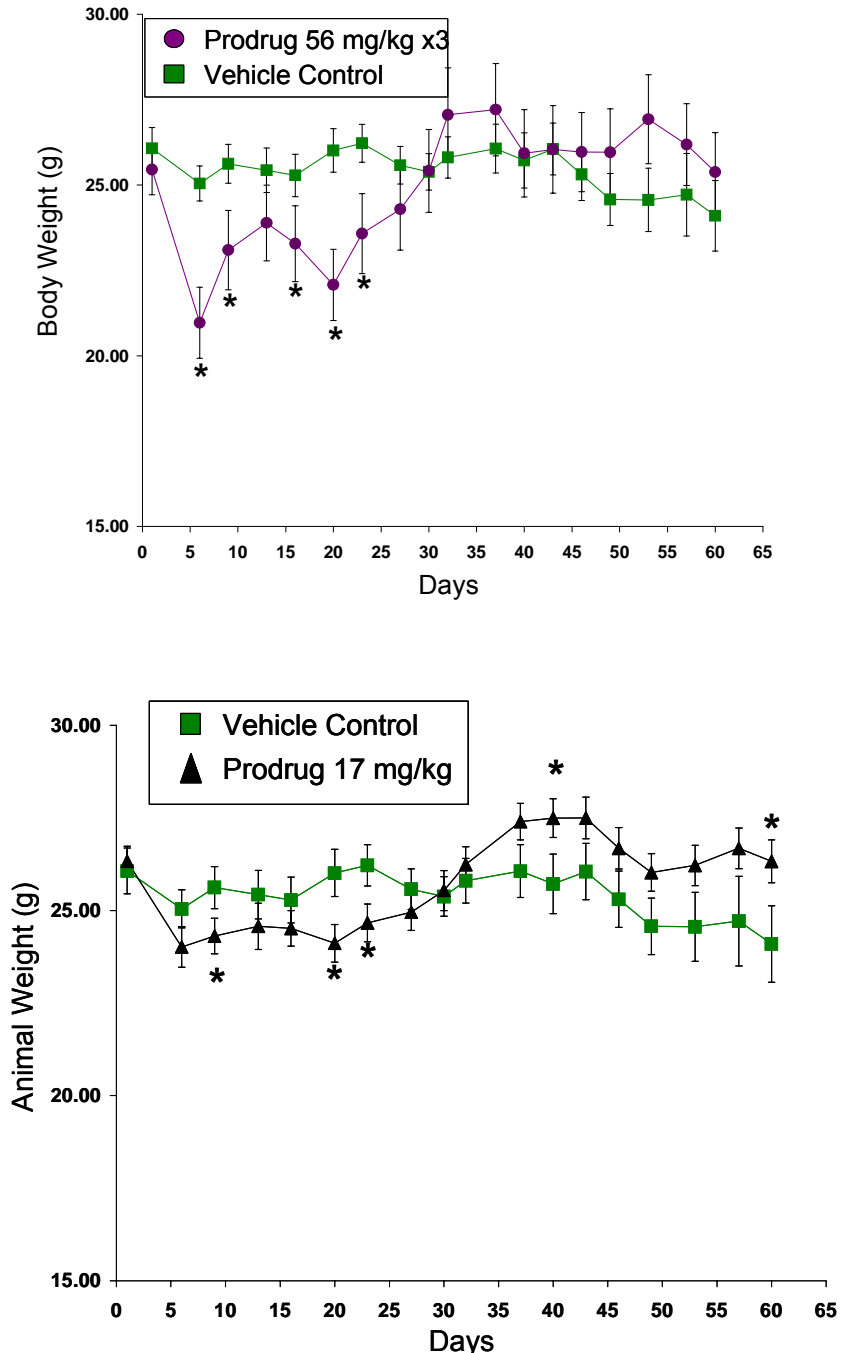 30.00
Prodrug 56 mg/kg x3
Vehicle Control
25.00
20.00
15.00
Body Weight (g)
*
*
*
*
*
0 5 10 15 20 25 30 35 40 45 50 55 60 65
Days
30.00
Vehicle Control
Prodrug 17 mg/kg
25.00
20.00
15.00
Animal Weight (g)
*
*
*
*
*
0 5 10 15 20 25 30 35 40 45 50 55 60 65
Days